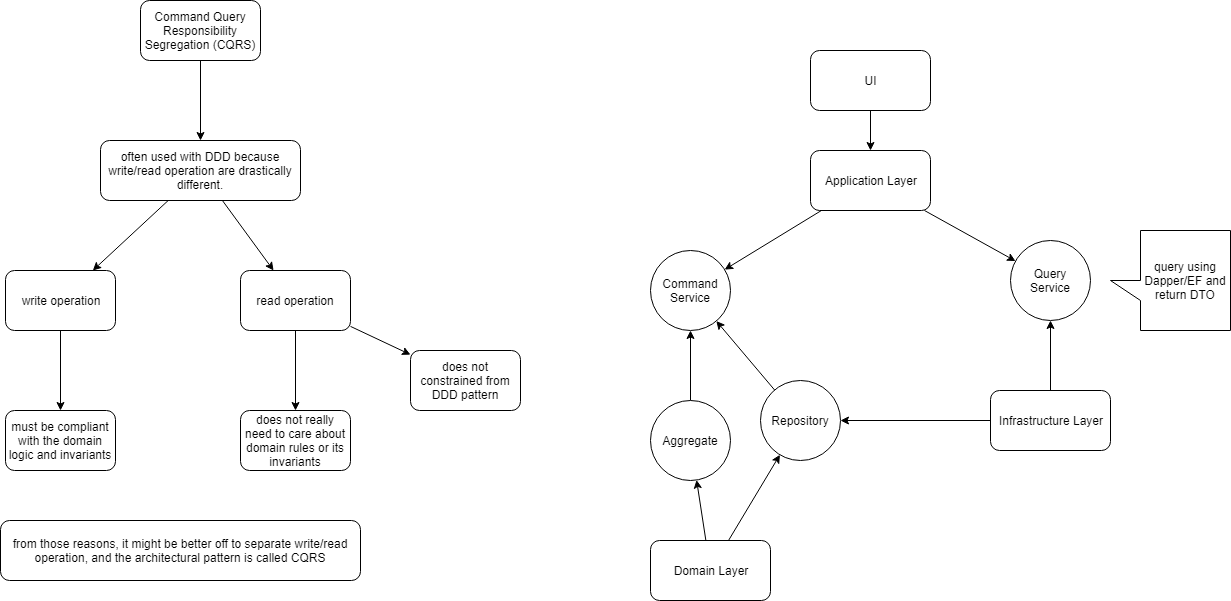 Command Query
Responsibility
Segregation (CQRS)
often used with DDD because
write/read operation are drastically
different.
write operation
read operation
does not
constrained from
DDD pattern
must be compliant
with the domain
logic and invariants
does not really
need to care about
domain rules or its
invariants
from those reasons, it might be better off to separate write/read
operation, and the architectural pattern is called CQRS
UI
Application Layer
Command
Service
Query
Service
query using
Dapper/EF and
return DTO
Aggregate
Repository
Infrastructure Layer
Domain Layer